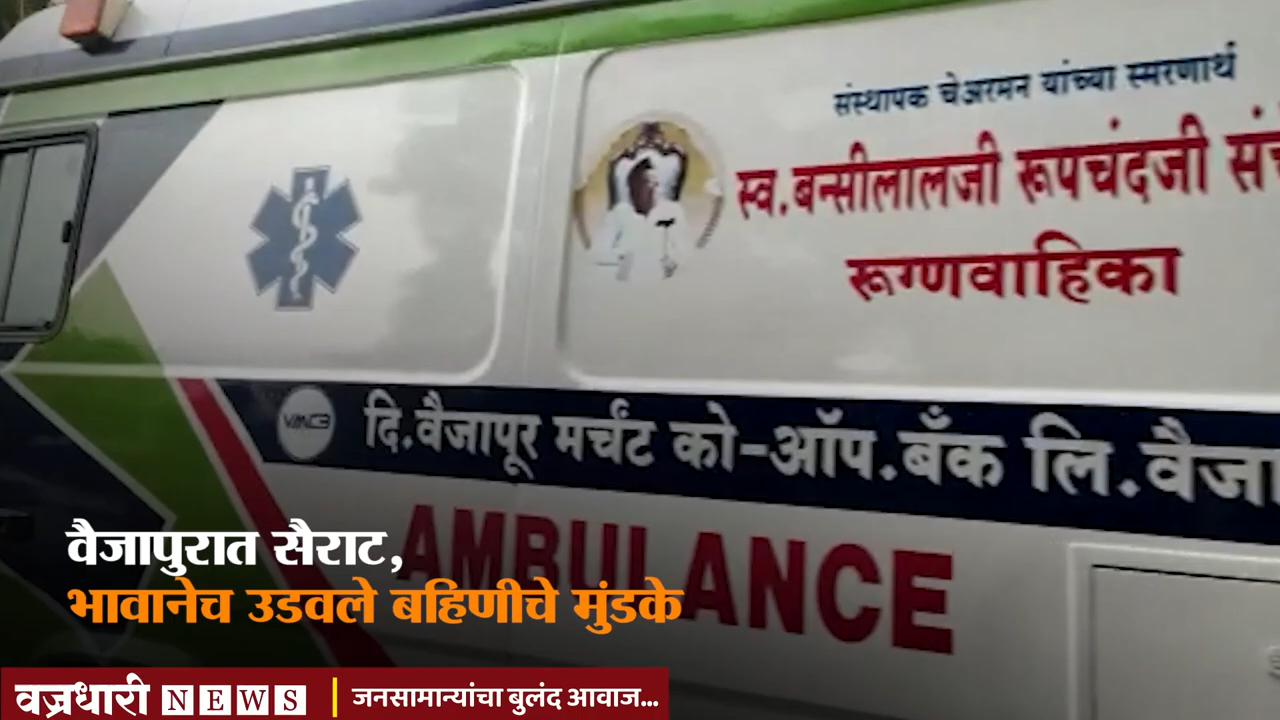 संस्थापक चेअरमन यांच्या स्मरणार्थ
स्व.बन्सीलालजी रूपचंदजी
रूग्णवाहिका
VMCB
दि.वैजापूर मर्चंट को-ऑप.बँक लि.वैजा
AMBULANCE
वैजापुरात सैराट,
भावानेच उडवले बहिणीचे मुंडके
वज्रधारी NEWS
जनसामान्यांचा बुलंद आवाज...